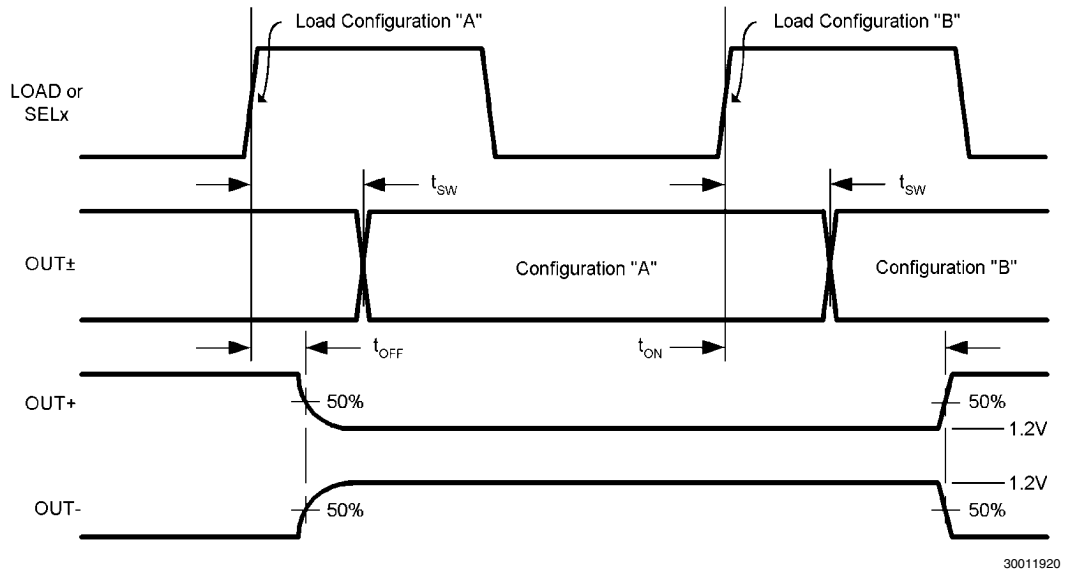 Load Configuration "A"
Load Configuration "B"
LOAD or
SELx
tSW
tSW
OUT±
Configuration "A"
Configuration "B"
tOFF
tON
OUT+
50%
50%
1.2V
1.2V
OUT-
50%
50%
30011920